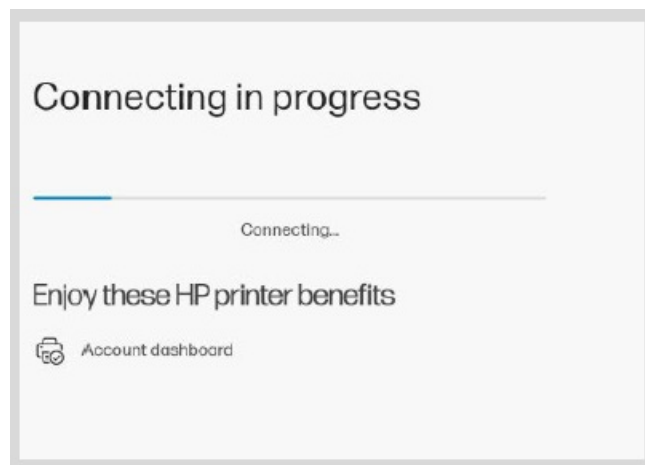 Connecting in progress
Connecting...
Enjoy these HP printer benefits
Account dashboard